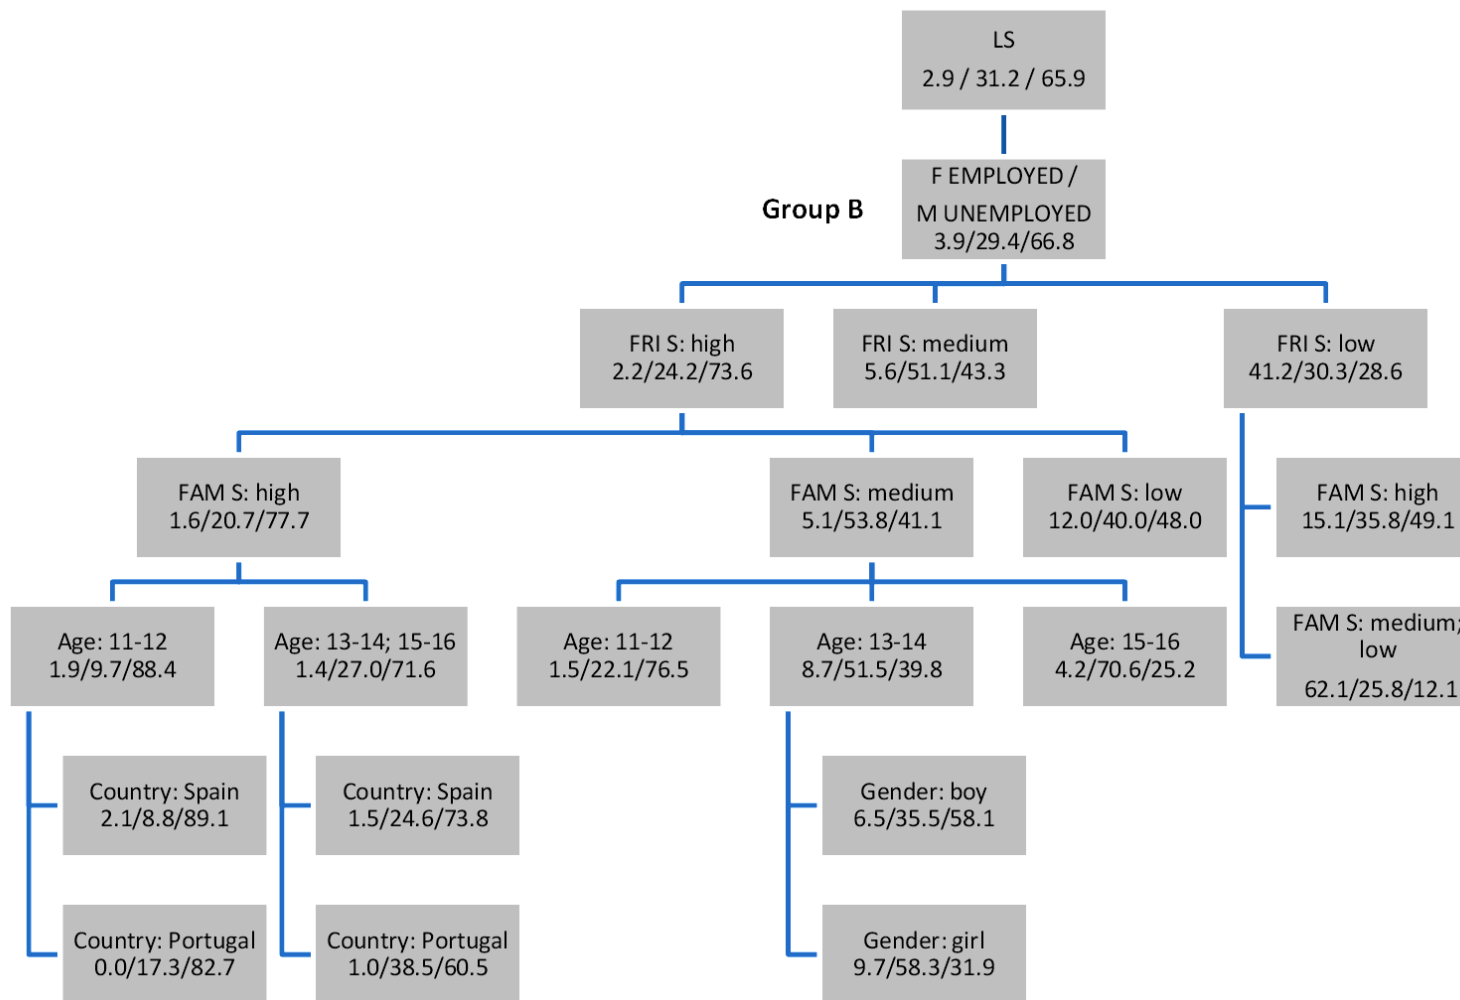 LS
2.9 / 31.2 / 65.9
Group B
F EMPLOYED /
M UNEMPLOYED
3.9/29.4/66.8
FRI S: high
2.2/24.2/73.6
FRI S: medium
5.6/51.1/43.3
FRI S: low
41.2/30.3/28.6
FAM S: high
1.6/20.7/77.7
FAM S: medium
5.1/53.8/41.1
FAM S: low
12.0/40.0/48.0
FAM S: high
15.1/35.8/49.1
Age: 11-12
1.9/9.7/88.4
Age: 13-14; 15-16
1.4/27.0/71.6
Age: 11-12
1.5/22.1/76.5
Age: 13-14
8.7/51.5/39.8
Age: 15-16
4.2/70.6/25.2
FAM S: medium;
low
62.1/25.8/12.1
Country: Spain
2.1/8.8/89.1
Country: Spain
1.5/24.6/73.8
Gender: boy
6.5/35.5/58.1
Country: Portugal
0.0/17.3/82.7
Country: Portugal
1.0/38.5/60.5
Gender: girl
9.7/58.3/31.9